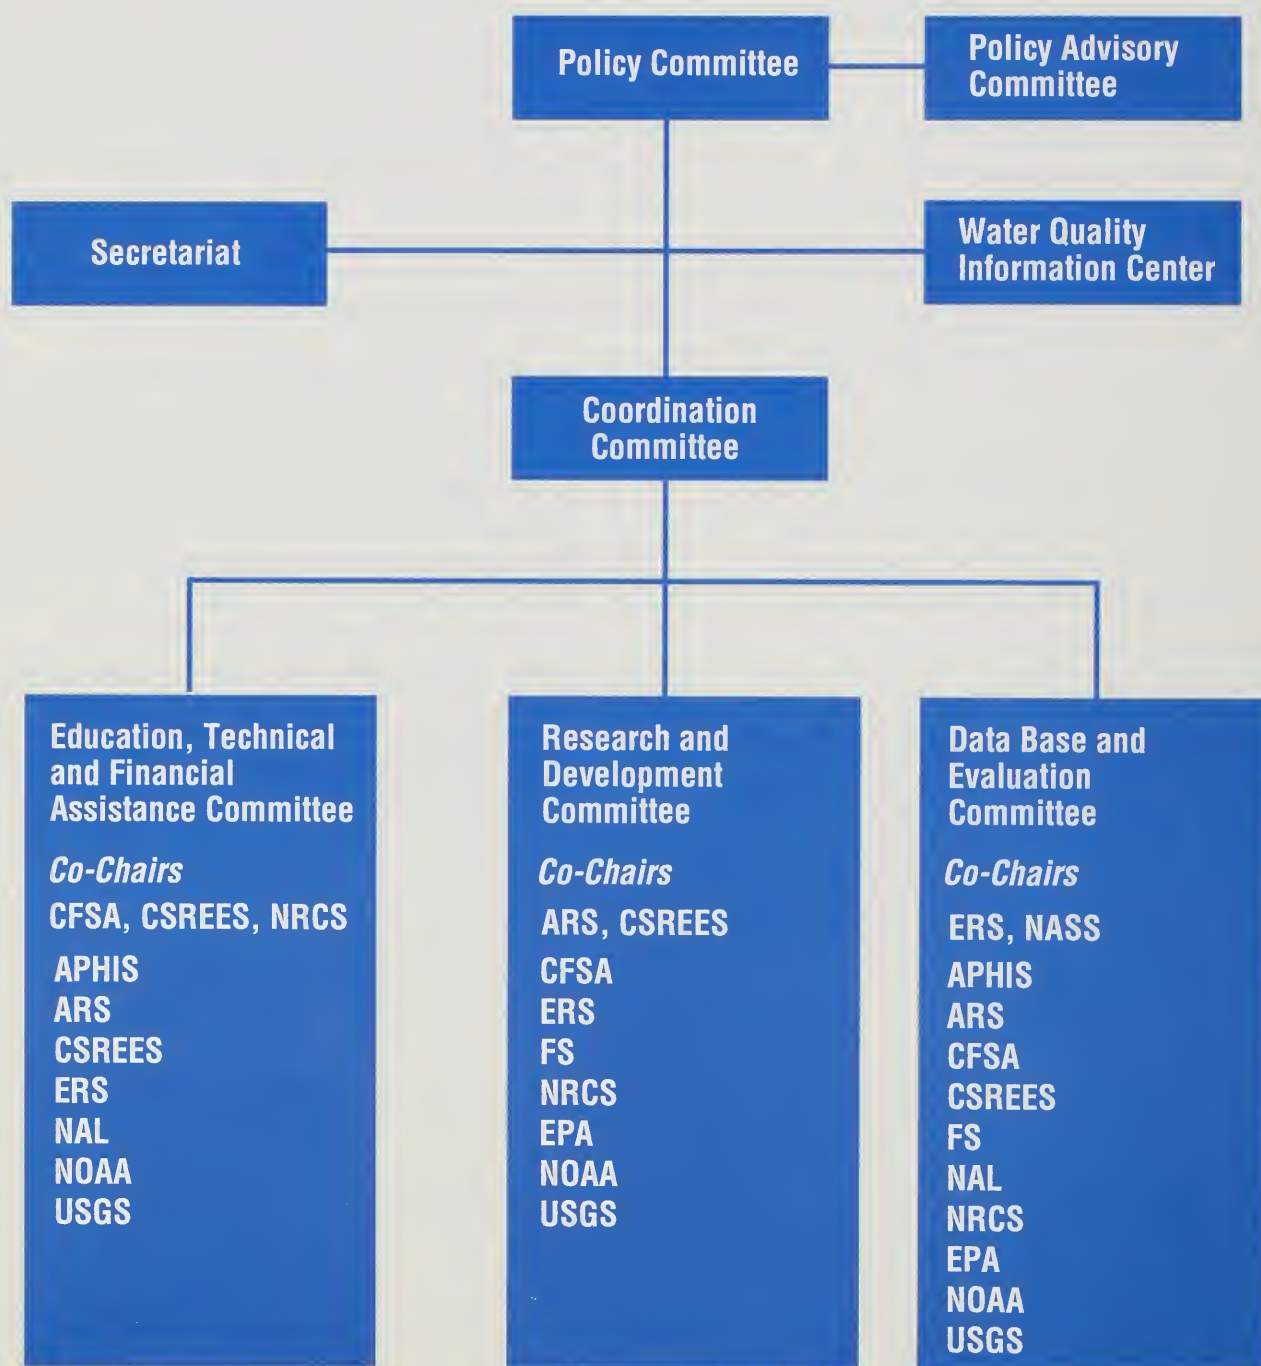 Policy Committee
Policy Advisory
Committee
Secretariat
Water Quality
Information Center
Coordination
Committee
Education, Technical
and Financial
Assistance Committee
Co-Chairs
CFSA, CSREES, NRCS
APHIS
ARS
CSREES
ERS
NAL
NOAA
USGS
Research and
Development
Committee
Co-Chairs
ARS, CSREES
CFSA
ERS
FS
NRCS
EPA
NOAA
USGS
Data Base and
Evaluation
Committee
Co-Chairs
ERS, NASS
APHIS
ARS
CFSA
CSREES
FS
NAL
NRCS
EPA
NOAA
USGS